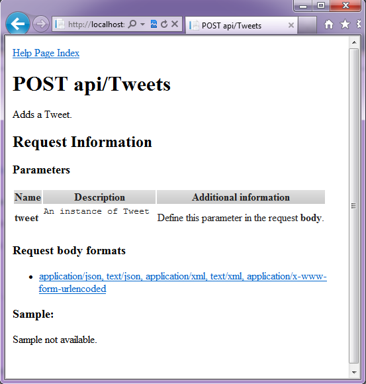 http://localhost:
POST api/Tweets
Help Page Index
POST api/Tweets
Adds a Tweet.
Request Information
Parameters
Name Description Additional information
tweet An instance of Tweet Define this parameter in the request body.
Request body formats
application/json, text/json, application/xml, text/xml, application/x-www-
form-urlencoded
Sample:
Sample not available.